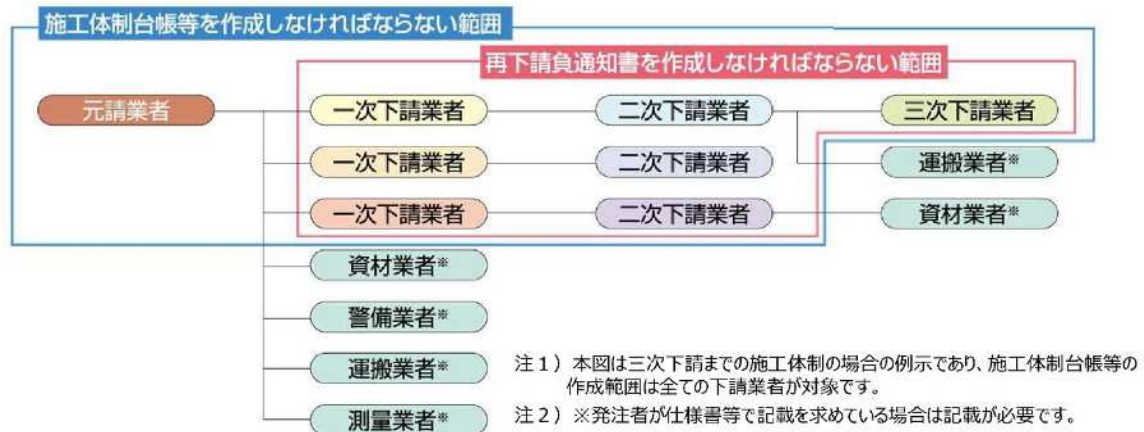 施工体制台帳等を作成しなければならない範囲
再下請負通知書を作成しなければならない範囲
元請業者
一次下請業者
二次下請業者
三次下請業者
一次下請業者
二次下請業者
運搬業者※
一次下請業者
二次下請業者
資材業者※
資材業者※
警備業者※
運搬業者※
測量業者※
注1）本図は三次下請までの施工体制の場合の例示であり、施工体制台帳等の
作成範囲は全ての下請業者が対象です。
注2）※発注者が仕様書等で記載を求めている場合は記載が必要です。